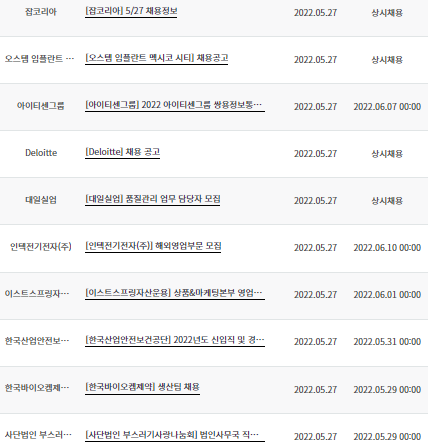 잡코리아 [잡코리아] 5/27 채용정보 2022.05.27 상시채용
오스템 임플란트 ··· [오스템 임플란트 멕시코 시티] 채용공고 2022.05.27 상시채용
아이티센그룹 [아이티센그룹] 2022 아이티센그룹 쌍용정보통··· 2022.05.27 2022.06.07 00:00
Deloitte [Deloitte] 채용 공고 2022.05.27 상시채용
대일실업 [대일실업] 품질관리 업무 담당자 모집 2022.05.27 상시채용
인텍전기전자(주) [인텍전기전자(주)] 해외영업부문 모집 2022.05.27 2022.06.10 00:00
이스트스프링자··· [이스트스프링자산운용] 상품&마케팅본부 영업··· 2022.05.27 2022.06.01 00:00
한국산업안전보··· [한국산업안전보건공단] 2022년도 신입직 및 경··· 2022.05.27 2022.05.31 00:00
한국바이오켐제··· [한국바이오켐제약] 생산팀 채용 2022.05.27 2022.05.29 00:00
사단법인 부스러··· [사단법인 부스러기사랑나눔회] 법인사무국 직··· 2022.05.27 2022.05.29 00:00